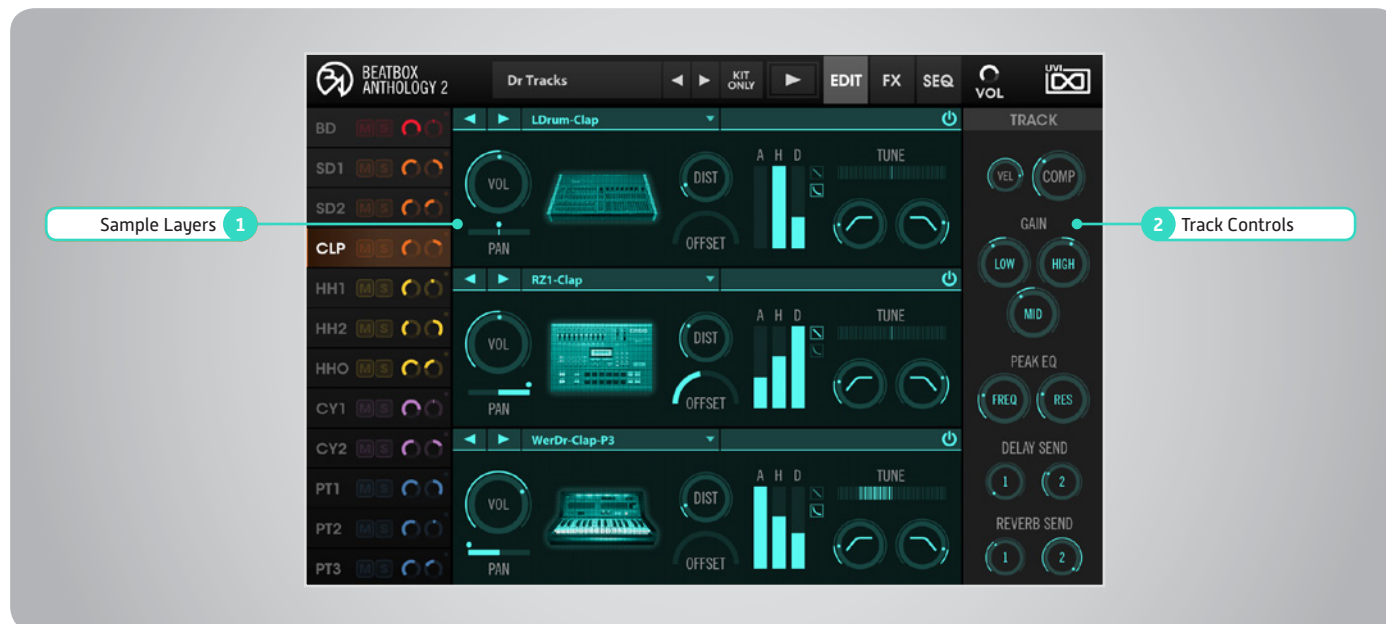 BEATBOX
ANTHOLOGY 2
Dr Tracks
KIT
ONLY
EDIT
FX
SEQ
VOL
UVI
BD M S
SD1 M S
SD2 M S
CLP M S
HH1 M S
HH2 M S
HHO M S
CY1 M S
CY2 M S
PT1 M S
PT2 M S
PT3 M S
Sample Layers 1
LDrum-Clap
VOL
PAN
DIST
OFFSET
A H D
TUNE
RZ1-Clap
VOL
PAN
CASIO
DIST
OFFSET
A H D
TUNE
WerDr-Clap-P3
VOL
PAN
DIST
OFFSET
A H D
TUNE
TRACK
VEL COMP
GAIN
LOW HIGH
MID
PEAK EQ
FREQ RES
DELAY SEND
1 2
REVERB SEND
1 2
2 Track Controls